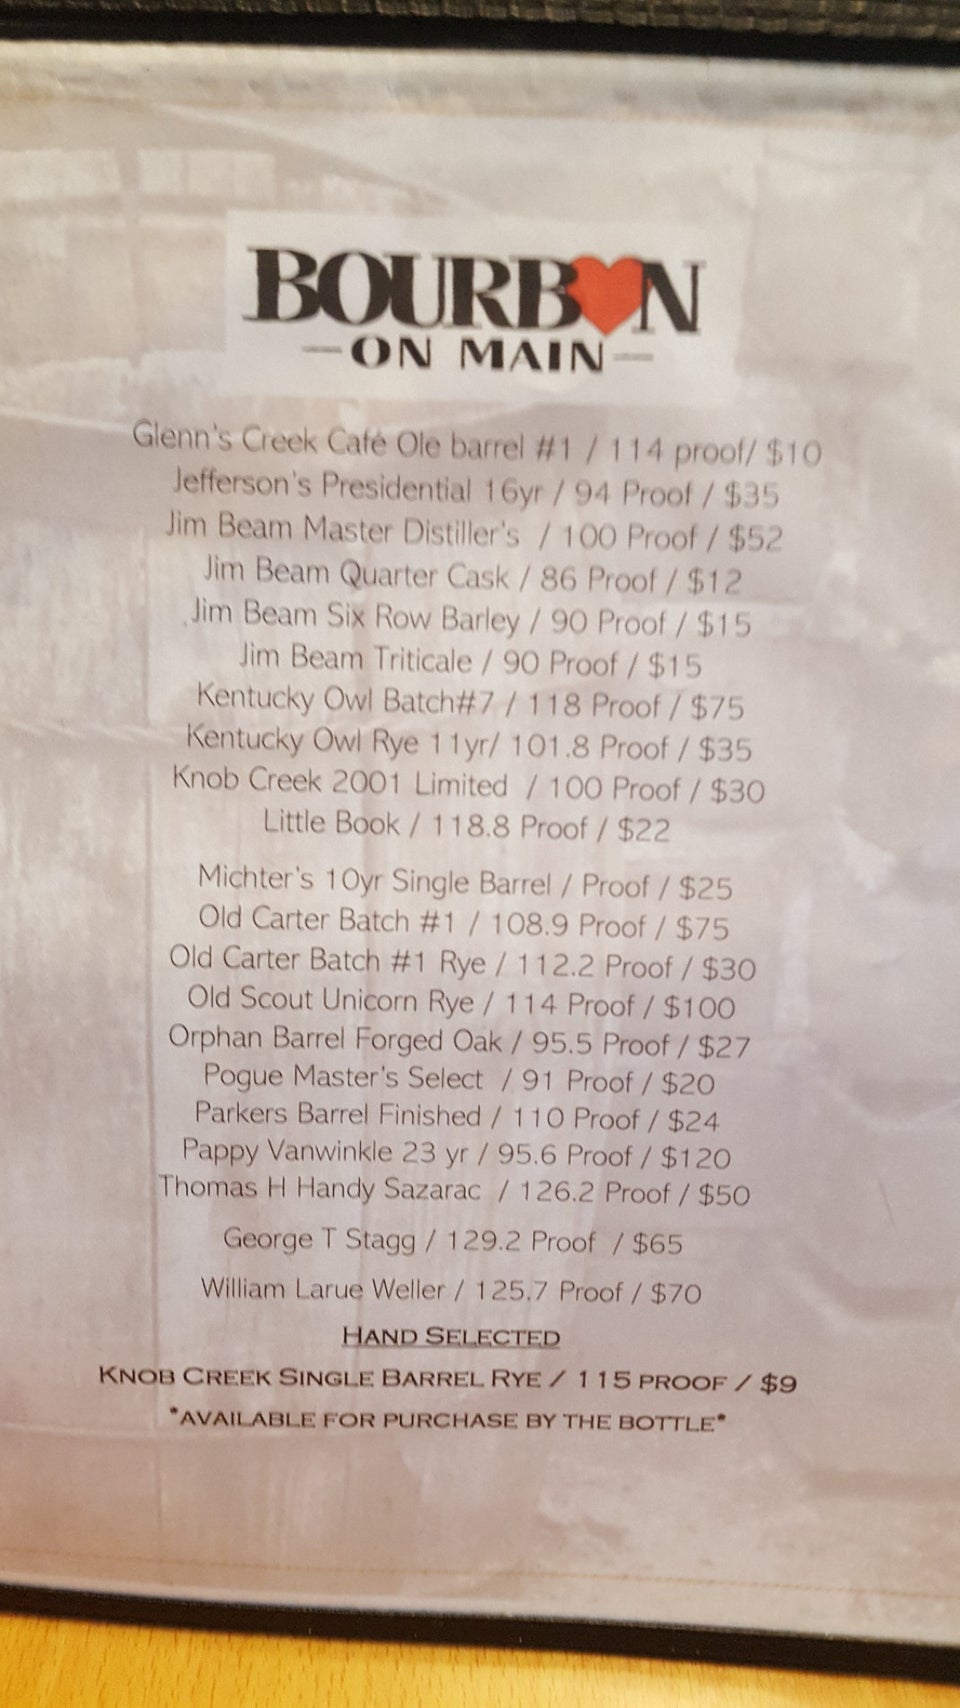 BOURBON
ON MAIN
Glenn's Creek Café Ole barrel #1 / 114 proof/ $10
Jefferson's Presidential 16yr / 94 Proof / $35
Jim Beam Master Distiller's / 100 Proof / $52
Jim Beam Quarter Cask / 86 Proof / $12
Jim Beam Six Row Barley / 90 Proof / $15
Jim Beam Triticale / 90 Proof / $15
Kentucky Owl Batch#7 / 118 Proof / $75
Kentucky Owl Rye 11yr/ 101.8 Proof / $35
Knob Creek 2001 Limited / 100 Proof / $30
Little Book / 118.8 Proof / $22
Michter's 10yr Single Barrel / Proof / $25
Old Carter Batch #1 / 108.9 Proof / $75
Old Carter Batch #1 Rye / 112.2 Proof / $30
Old Scout Unicorn Rye / 114 Proof / $100
Orphan Barrel Forged Oak / 95.5 Proof / $27
Pogue Master's Select / 91 Proof / $20
Parkers Barrel Finished / 110 Proof / $24
Pappy Vanwinkle 23 yr / 95.6 Proof / $120
Thomas H Handy Sazarac / 126.2 Proof / $50
George T Stagg / 129.2 Proof / $65
William Larue Weller / 125.7 Proof / $70
HAND SELECTED
KNOB CREEK SINGLE BARREL RYE / 115 PROOF / $9
*AVAILABLE FOR PURCHASE BY THE BOTTLE*